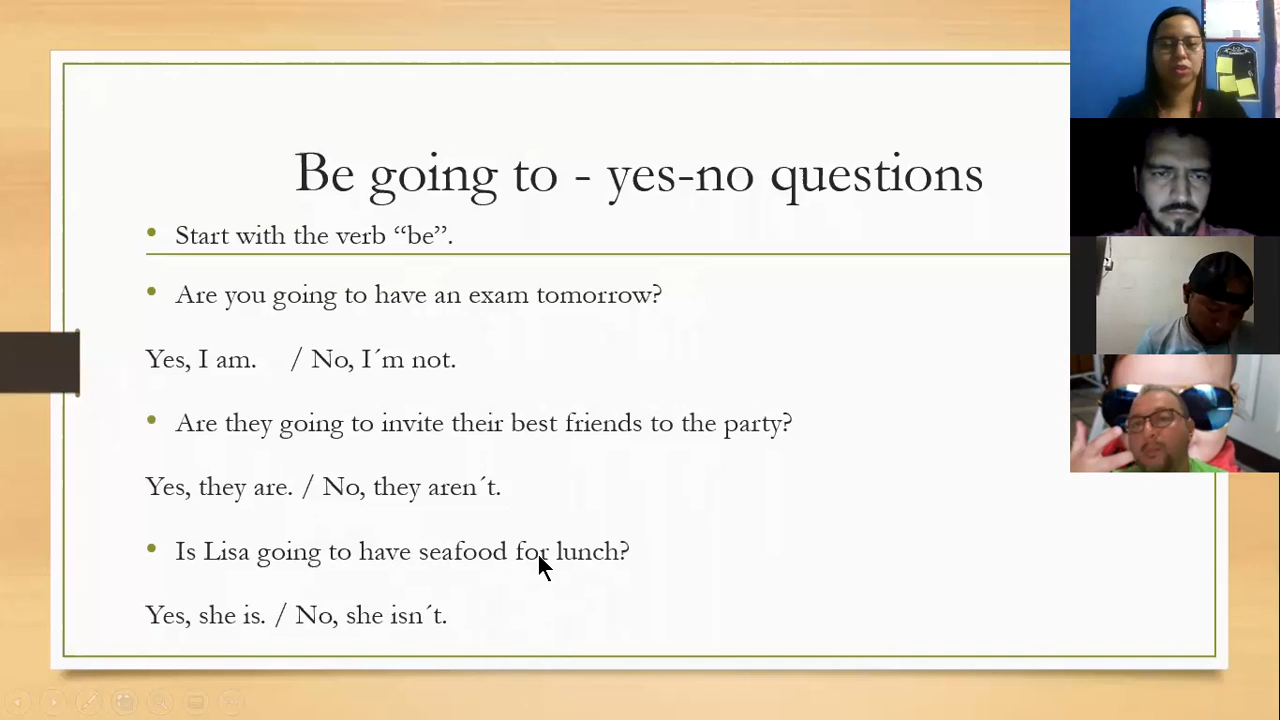 Be going to - yes-no questions
• Start with the verb “be”.
• Are you going to have an exam tomorrow?
Yes, I am. / No, I´m not.
• Are they going to invite their best friends to the party?
Yes, they are. / No, they aren´t.
• Is Lisa going to have seafood for lunch?
Yes, she is. / No, she isn´t.